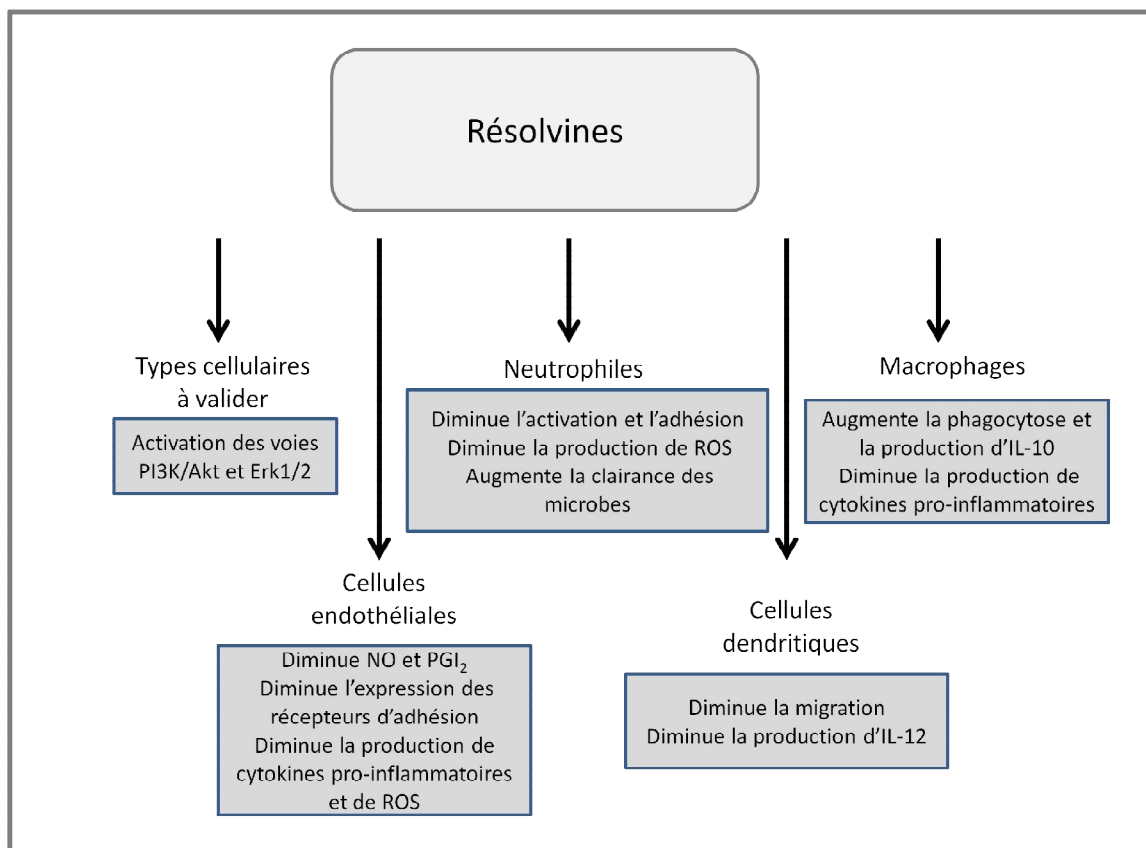 Résolvines
Types cellulaires
à valider
Activation des voies
PI3K/Akt et Erk1/2
Cellules
endothéliales
Diminue NO et PGI₂
Diminue l’expression des
récepteurs d’adhésion
Diminue la production de
cytokines pro-inflammatoires
et de ROS
Neutrophiles
Diminue l’activation et l’adhésion
Diminue la production de ROS
Augmente la clairance des
microbes
Cellules
dendritiques
Diminue la migration
Diminue la production d’IL-12
Macrophages
Augmente la phagocytose et
la production d’IL-10
Diminue la production de
cytokines pro-inflammatoires